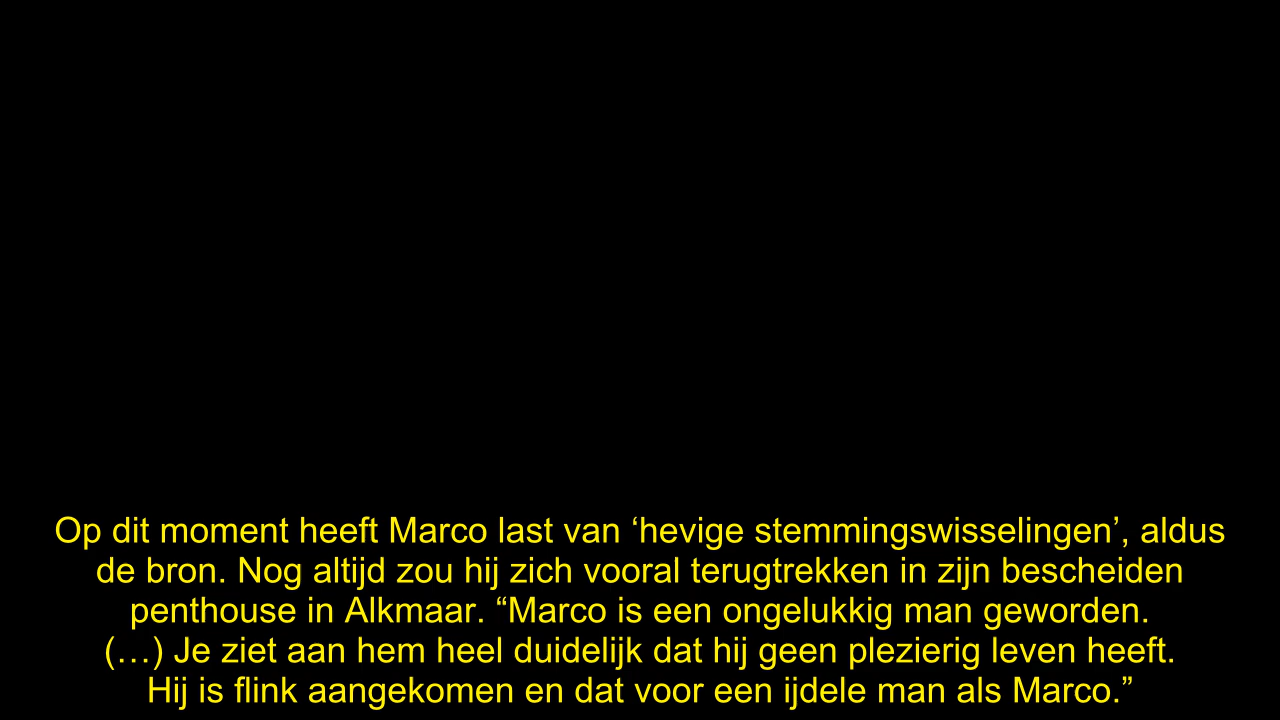 Op dit moment heeft Marco last van ‘hevige stemmingswisselingen’, aldus
de bron. Nog altijd zou hij zich vooral terugtrekken in zijn bescheiden
penthouse in Alkmaar. “Marco is een ongelukkig man geworden.
(…) Je ziet aan hem heel duidelijk dat hij geen plezierig leven heeft.
Hij is flink aangekomen en dat voor een ijdele man als Marco.”